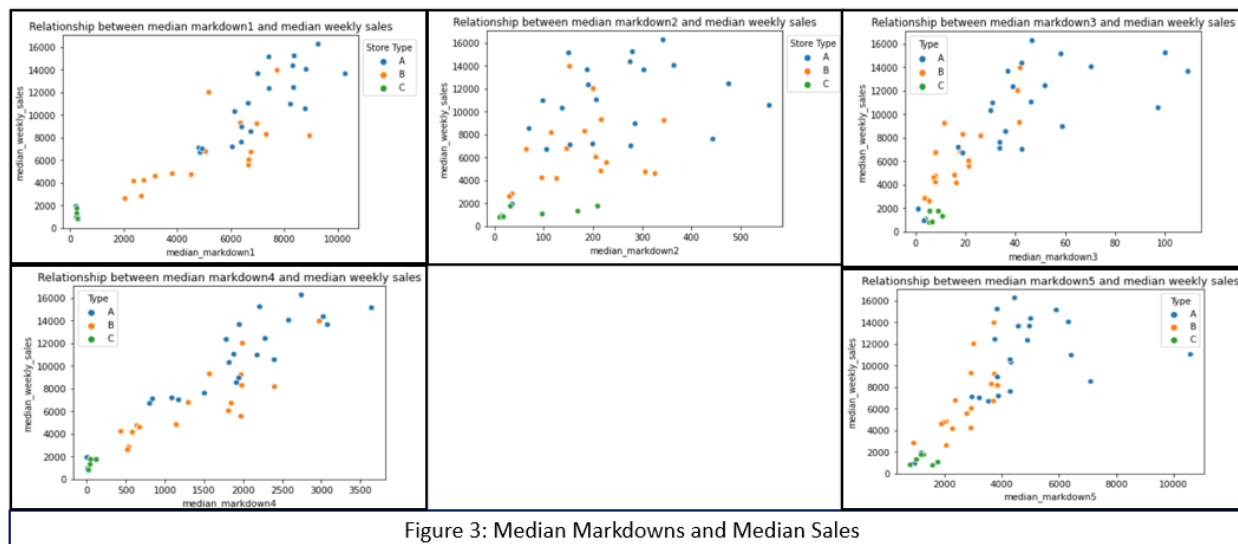 Relationship between median markdown1 and median weekly sales
16000
14000
12000
10000
8000
6000
4000
2000
0
median_weekly_sales
0 2000 4000 6000 8000 10000
median_markdown1
Store Type
A
B
C
Relationship between median markdown2 and median weekly sales
16000
14000
12000
10000
8000
6000
4000
2000
0
median_weekly_sales
0 100 200 300 400 500
median_markdown2
Store Type
A
B
C
Relationship between median markdown3 and median weekly sales
16000
14000
12000
10000
8000
6000
4000
2000
0
median_weekly_sales
0 20 40 60 80 100
median_markdown3
Type
A
B
C
Relationship between median markdown4 and median weekly sales
16000
14000
12000
10000
8000
6000
4000
2000
0
median_weekly_sales
0 500 1000 1500 2000 2500 3000 3500
median_markdown4
Type
A
B
C
Relationship between median markdown5 and median weekly sales
16000
14000
12000
10000
8000
6000
4000
2000
0
median_weekly_sales
2000 4000 6000 8000 10000
median_markdown5
Type
A
B
C
Figure 3: Median Markdowns and Median Sales